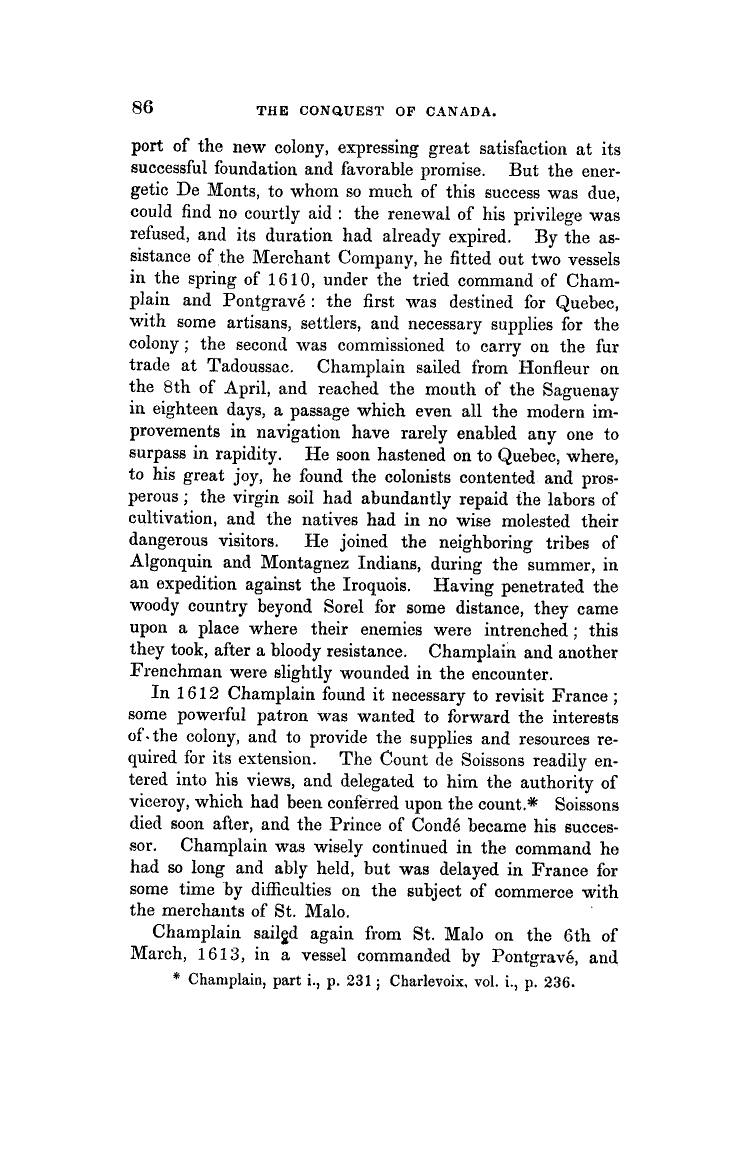 86 THE CONQUEST OF CANADA.
port of the new colony, expressing great satisfaction at its
successful foundation and favorable promise. But the ener-
getic De Monts, to whom so much of this success was due,
could find no courtly aid : the renewal of his privilege was
refused, and its duration had already expired. By the as-
sistance of the Merchant Company, he fitted out two vessels
in the spring of 1610, under the tried command of Cham-
plain and Pontgravé : the first was destined for Quebec,
with some artisans, settlers, and necessary supplies for the
colony ; the second was commissioned to carry on the fur
trade at Tadoussac. Champlain sailed from Honfleur on
the 8th of April, and reached the mouth of the Saguenay
in eighteen days, a passage which even all the modern im-
provements in navigation have rarely enabled any one to
surpass in rapidity. He soon hastened on to Quebec, where,
to his great joy, he found the colonists contented and pros-
perous ; the virgin soil had abundantly repaid the labors of
cultivation, and the natives had in no wise molested their
dangerous visitors. He joined the neighboring tribes of
Algonquin and Montagnez Indians, during the summer, in
an expedition against the Iroquois. Having penetrated the
woody country beyond Sorel for some distance, they came
upon a place where their enemies were intrenched ; this
they took, after a bloody resistance. Champlain and another
Frenchman were slightly wounded in the encounter.
In 1612 Champlain found it necessary to revisit France ;
some powerful patron was wanted to forward the interests
of the colony, and to provide the supplies and resources re-
quired for its extension. The Count de Soissons readily en-
tered into his views, and delegated to him the authority of
viceroy, which had been conferred upon the count.* Soissons
died soon after, and the Prince of Condé became his succes-
sor. Champlain was wisely continued in the command he
had so long and ably held, but was delayed in France for
some time by difficulties on the subject of commerce with
the merchants of St. Malo.
Champlain sailed again from St. Malo on the 6th of
March, 1613, in a vessel commanded by Pontgravé, and
* Champlain, part i., p. 231 ; Charlevoix, vol. i., p. 236.